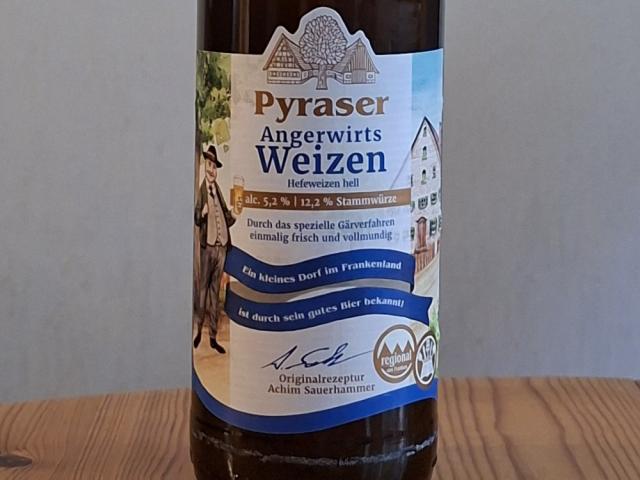 Pyraser
Angerwirts
Weizen
Hefeweizen hell
alc. 5,2 % | 12,2 % Stammwürze
Durch das spezielle Gärverfahren
einmalig frisch und vollmundig
Ein kleines Dorf im Frankenland
ist durch sein gutes Bier bekannt!
Originalrezeptur
Achim Sauerhammer
regional